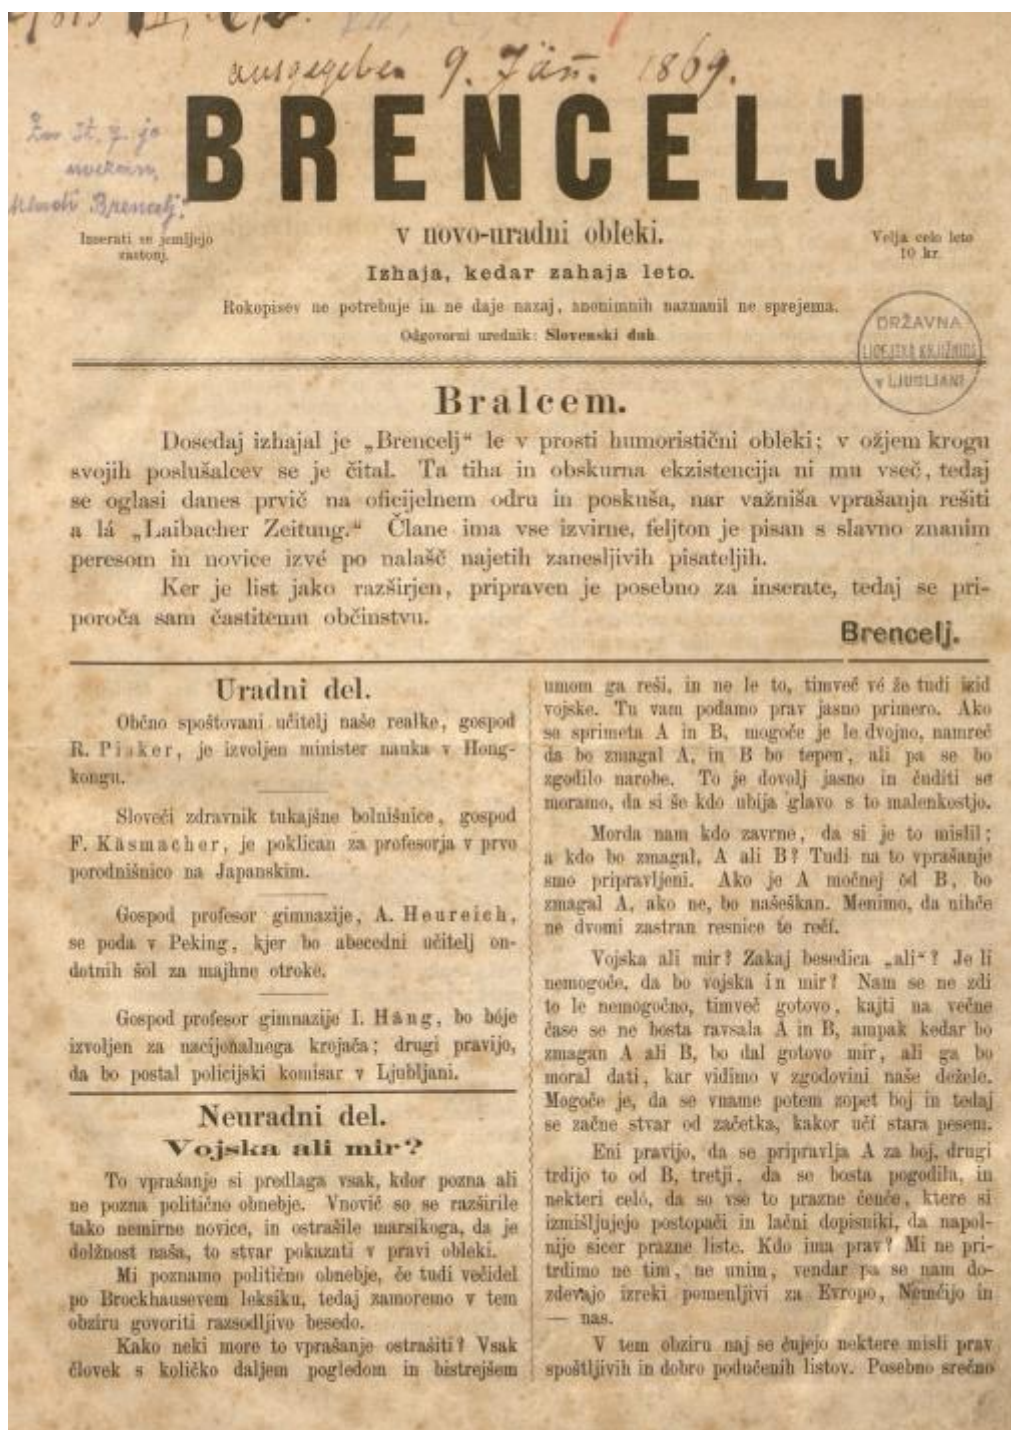 ausgegeben 9. Jän. 1869.
BRENCELJ
v novo-uradni obleki.
Inserati se jemljejo
zastonj.
Velja celo leto
10 kr.
Izhaja, kedar zahaja leto.
Rokopisev ne potrebuje in ne daje nazaj, anonimnih naznanil ne sprejema.
Odgovorni urednik: Slovenski duh.
DRŽAVNA
LICEJSKA KNJIŽNICA
v LJUBLJANI
Bralcem.
Dosedaj izhajal je „Brencelj“ le v prosti humoristični obleki; v ožjem krogu
svojih poslušalcev se je čital. Ta tiha in obskurna ekzistencija ni mu všeč, tedaj
se oglasi danes prvič na oficijelnem odru in poskuša, nar važniša vprašanja rešiti
a lá „Laibacher Zeitung.“ Člane ima vse izvirne, feljton je pisan s slavno znanim
peresom in novice izvé po nalašč najetih zanesljivih pisateljih.
Ker je list jako razširjen, pripraven je posebno za inserate, tedaj se pri-
poroča sam častitemu občinstvu.
Brencelj.
Uradni del.
Občno spoštovani učitelj naše realke, gospod
R. Pisker, je izvoljen minister nauka v Hong-
kongu.
Sloveči zdravnik tukajšne bolnišnice, gospod
F. Käsmacher, je poklican za profesorja v prvo
porodnišnico na Japanskim.
Gospod profesor gimnazije, A. Heureich,
se poda v Peking, kjer bo abecedni učitelj on-
dotnih šol za majhne otroke.
Gospod profesor gimnazije I. Häng, bo bóje
izvoljen za nacijonalnega krojača; drugi pravijo,
da bo postal policijski komisar v Ljubljani.
Neuradni del.
Vojska ali mir?
To vprašanje si predlaga vsak, kdor pozna ali
ne pozna politično obnebje. Vnovič so se razširile
tako nemirne novice, in ostrašile marsikoga, da je
dolžnost naša, to stvar pokazati v pravi obleki.
Mi poznamo politično obnebje, če tudi večidel
po Brockhausevem leksiku, tedaj zamoremo v tem
obziru govoriti razsodljivo besedo.
Kako neki more to vprašanje ostrašiti? Vsak
človek s količko daljem pogledom in bistrejšem
umom ga reši, in ne le to, timveč vé že tudi izid
vojske. Tu vam podamo prav jasno primero. Ako
se sprimeta A in B, mogoče je le dvojno, namreč
da bo zmagal A, in B bo tepen, ali pa se bo
zgodilo narobe. To je dovolj jasno in čuditi se
moramo, da si še kdo ubija glavo s to malenkostjo.
Morda nam kdo zavrne, da si je to mislil;
a kdo bo zmagal, A ali B? Tudi na to vprašanje
smo pripravljeni. Ako je A močnej od B, bo
zmagal A, ako ne, bo našeškan. Menimo, da nihče
ne dvomi zastran resnice te rečí.
Vojska ali mir? Zakaj besedica „ali“? Je li
nemogoče, da bo vojska in mir? Nam se ne zdi
to le nemogočno, timveč gotovo, kajti na večne
čase se ne bosta ravsala A in B, ampak kedar bo
zmagan A ali B, bo dal gotovo mir, ali ga bo
moral dati, kar vidimo v zgodovini naše dežele.
Mogoče je, da se vname potem zopet boj in tedaj
se začne stvar od začetka, kakor učí stara pesem.
Eni pravijo, da se pripravlja A za boj, drugi
trdijo to od B, tretji, da se bosta pogodila, in
nekteri celó, da so vse to prazne čenče, ktere si
izmišljujejo postopači in lačni dopisniki, da napol-
nijo sicer prazne liste. Kdo ima prav? Mi ne pri-
trdimo ne tim, ne unim, vendar pa se nam do-
zdevajo izreki pomenljivi za Evropo, Nemčijo in
— nas.
V tem obziru naj se čujejo nektere misli prav
spoštljivih in dobro podučenih listov. Posebno srečno